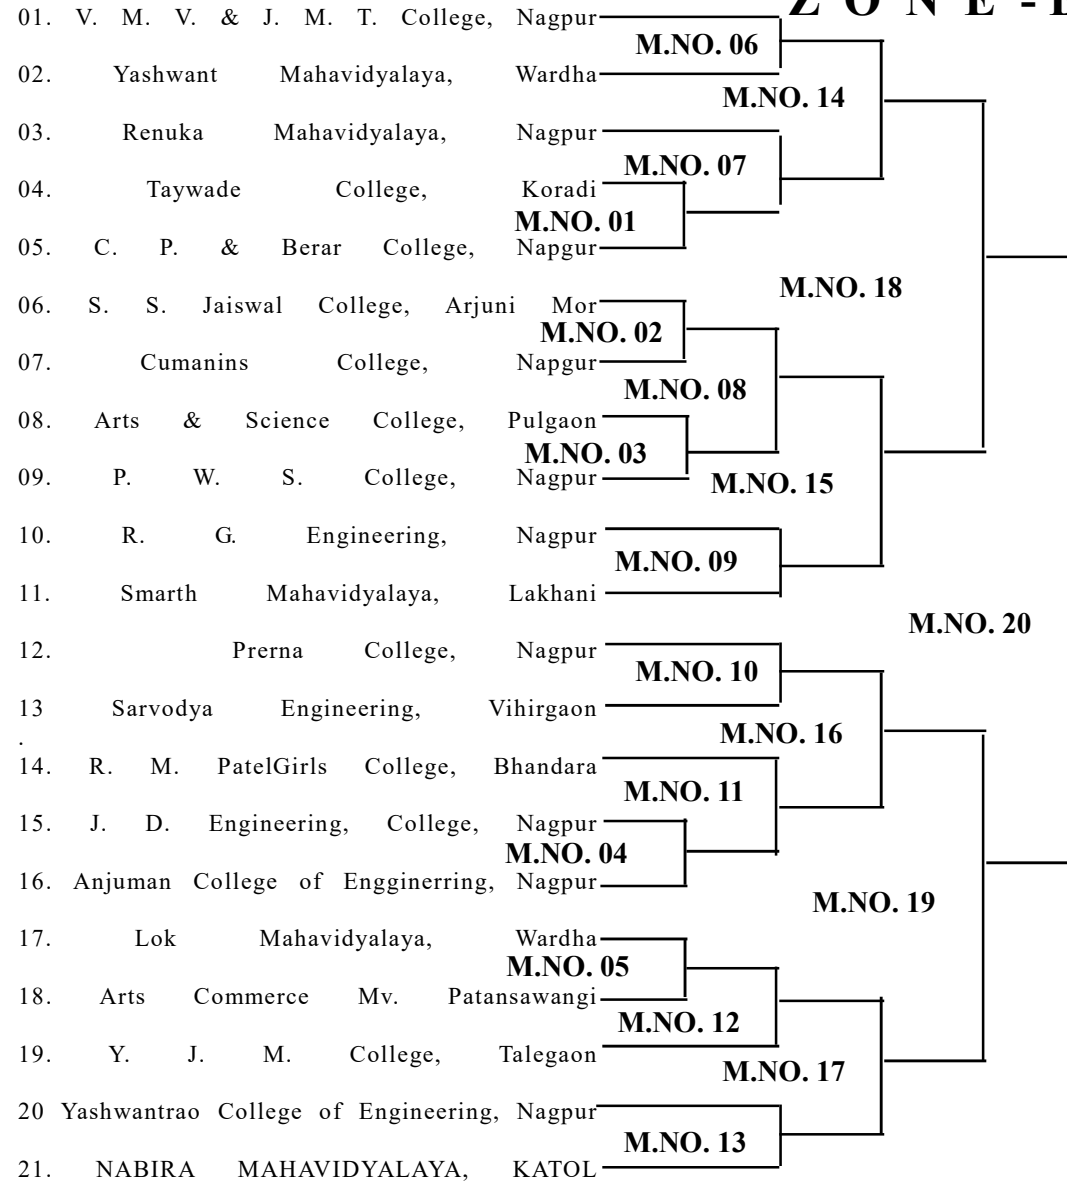 Z O N E -
01. V. M. V. & J. M. T. College, Nagpur
M.NO. 06
02. Yashwant Mahavidyalaya, Wardha
M.NO. 14
03. Renuka Mahavidyalaya, Nagpur
M.NO. 07
04. Taywade College, Koradi
M.NO. 01
05. C. P. & Berar College, Napgur
M.NO. 18
06. S. S. Jaiswal College, Arjuni Mor
M.NO. 02
07. Cumanins College, Napgur
M.NO. 08
08. Arts & Science College, Pulgaon
M.NO. 03
09. P. W. S. College, Nagpur
M.NO. 15
10. R. G. Engineering, Nagpur
M.NO. 09
11. Smarth Mahavidyalaya, Lakhani
M.NO. 20
12. Prerna College, Nagpur
M.NO. 10
13 Sarvodya Engineering, Vihirgaon
M.NO. 16
.
14. R. M. PatelGirls College, Bhandara
M.NO. 11
15. J. D. Engineering, College, Nagpur
M.NO. 04
16. Anjuman College of Engginerring, Nagpur
M.NO. 19
17. Lok Mahavidyalaya, Wardha
M.NO. 05
18. Arts Commerce Mv. Patansawangi
M.NO. 12
19. Y. J. M. College, Talegaon
M.NO. 17
20 Yashwantrao College of Engineering, Nagpur
M.NO. 13
21. NABIRA MAHAVIDYALAYA, KATOL